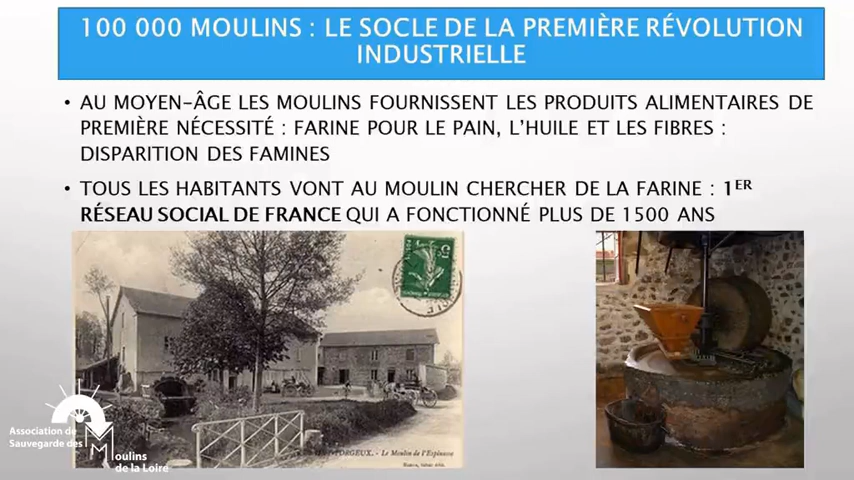 100 000 MOULINS : LE SOCLE DE LA PREMIÈRE RÉVOLUTION
INDUSTRIELLE
• AU MOYEN-ÂGE LES MOULINS FOURNISSENT LES PRODUITS ALIMENTAIRES DE
PREMIÈRE NÉCESSITÉ : FARINE POUR LE PAIN, L'HUILE ET LES FIBRES :
DISPARITION DES FAMINES
• TOUS LES HABITANTS VONT AU MOULIN CHERCHER DE LA FARINE : 1ER
RÉSEAU SOCIAL DE FRANCE QUI A FONCTIONNÉ PLUS DE 1500 ANS
Le Moulin de l'Espinasse
Association de
Sauvegarde des
Moulins
de la Loire